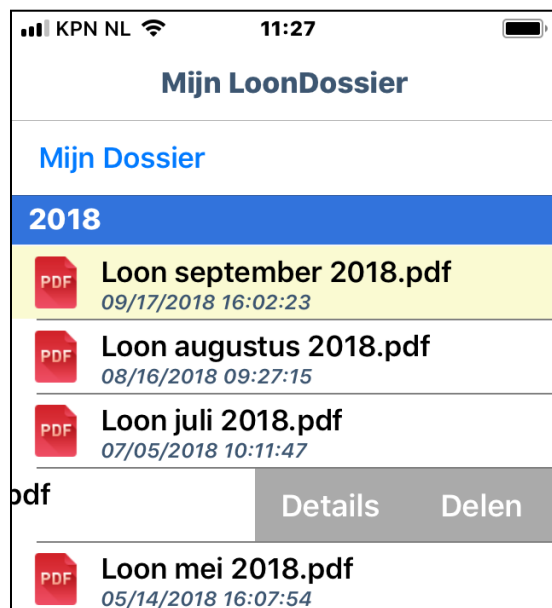 KPN NL 11:27
Mijn LoonDossier
Mijn Dossier
2018
PDF
Loon september 2018.pdf
09/17/2018 16:02:23
PDF
Loon augustus 2018.pdf
08/16/2018 09:27:15
PDF
Loon juli 2018.pdf
07/05/2018 10:11:47
pdf
Details Delen
PDF
Loon mei 2018.pdf
05/14/2018 16:07:54